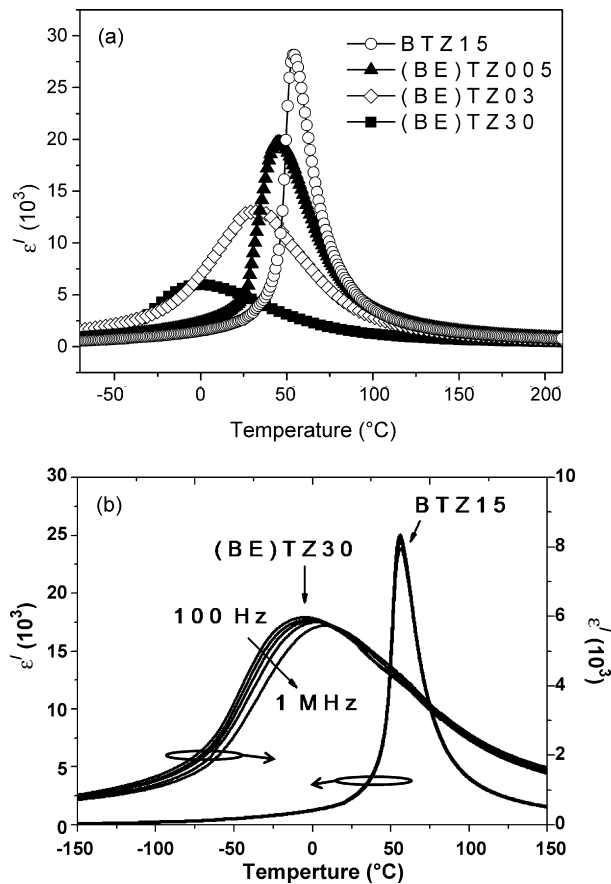 (a)
BTZ15
(BE)TZ005
(BE)TZ03
(BE)TZ30
30
25
20
15
10
5
0
ε/ (10³)
-50 0 50 100 150 200
Temperature (°C)
(b)
BTZ15
(BE)TZ30
100 Hz
1 MHz
30
25
20
15
10
5
0
ε/ (10³)
10
8
6
4
2
0
ε/ (10³)
-150 -100 -50 0 50 100 150
Temperture (°C)